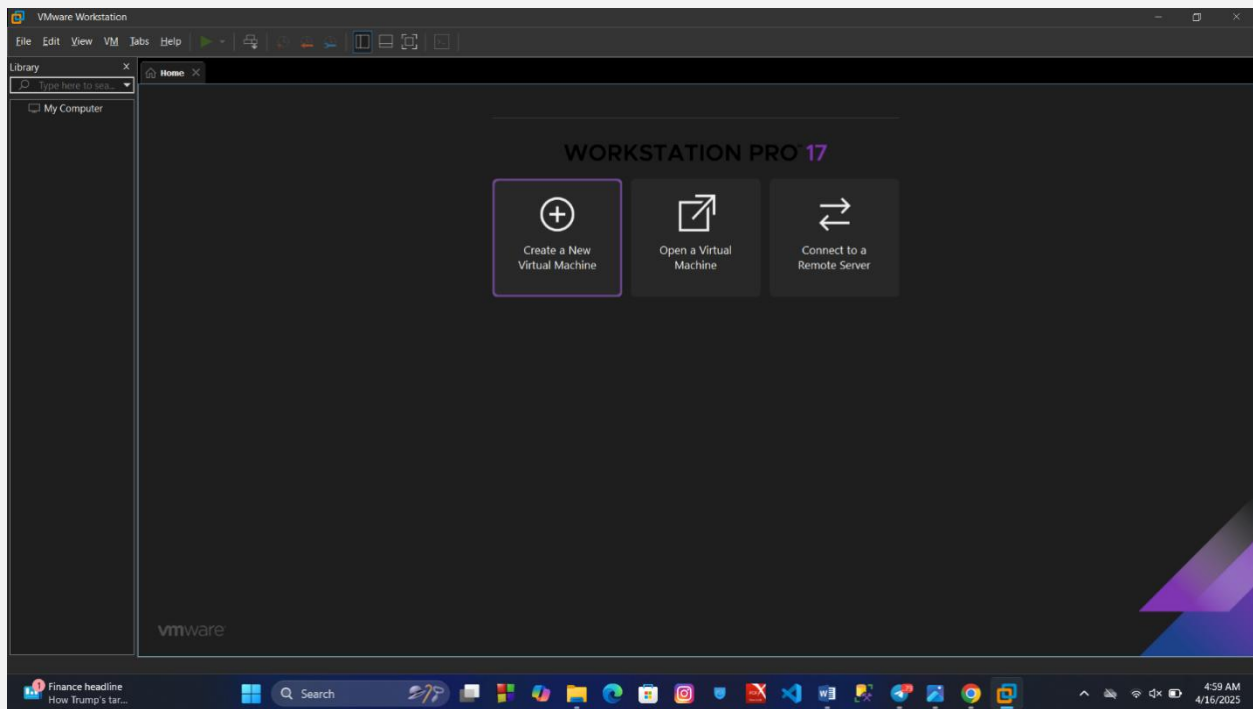 VMware Workstation
File Edit View VM Tabs Help
Library
Type here to sea...
Home
My Computer
WORKSTATION PRO 17
Create a New
Virtual Machine
Open a Virtual
Machine
Connect to a
Remote Server
vmware
1
Finance headline
How Trump's tar...
Search
4:59 AM
4/16/2025